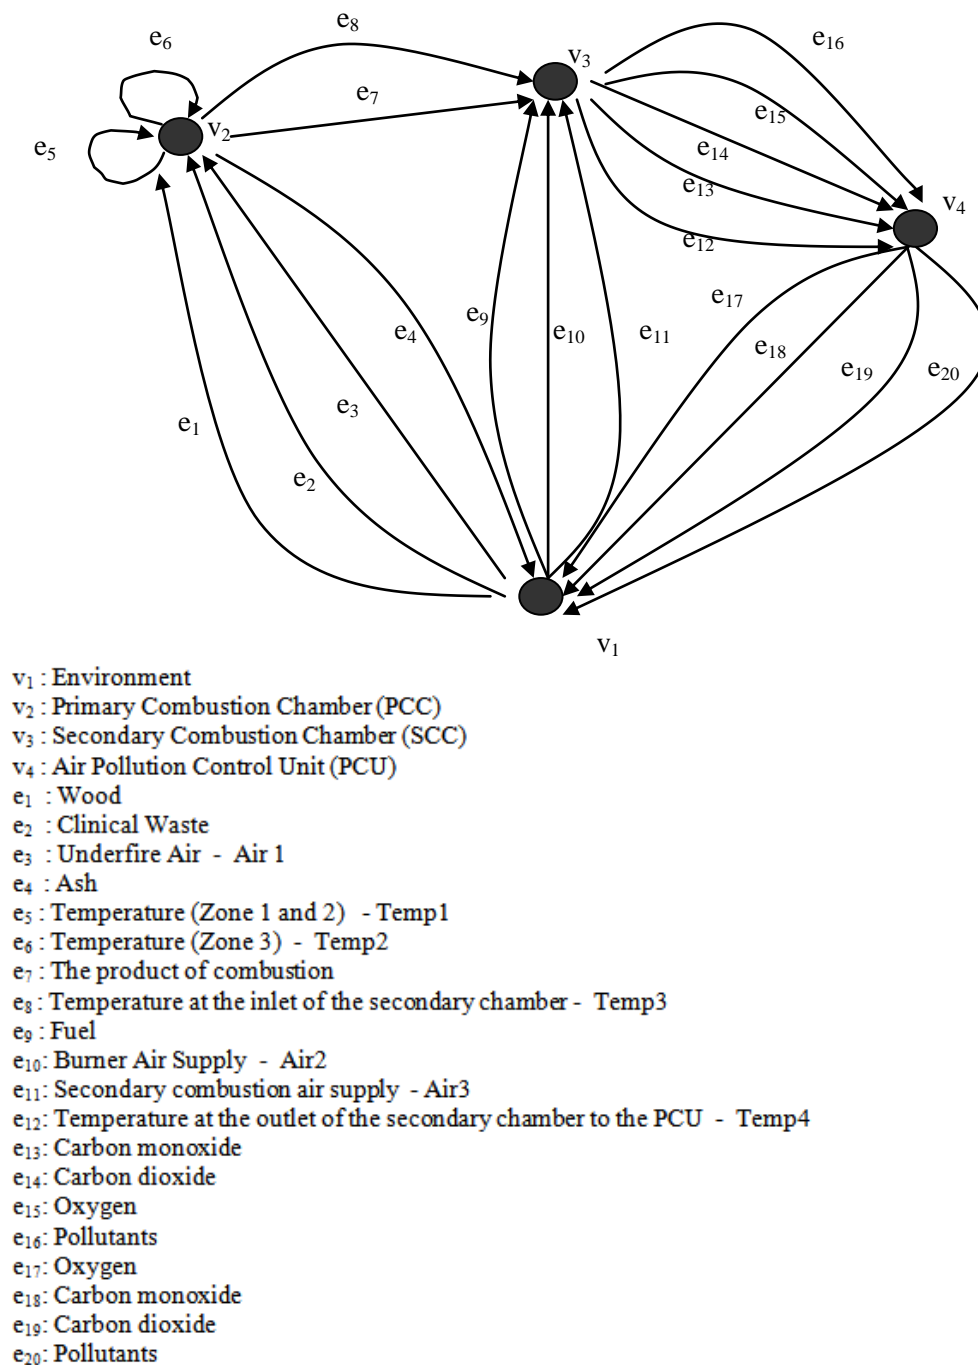 e8
e16
e6
v3
e7
e15
v2
e5
e14
e13
v4
e12
e17
e9
e4
e10
e11
e18
e19
e20
e3
e1
e2
v1
v1 : Environment
v2 : Primary Combustion Chamber (PCC)
v3 : Secondary Combustion Chamber (SCC)
v4 : Air Pollution Control Unit (PCU)
e1 : Wood
e2 : Clinical Waste
e3 : Underfire Air - Air 1
e4 : Ash
e5 : Temperature (Zone 1 and 2) - Temp1
e6 : Temperature (Zone 3) - Temp2
e7 : The product of combustion
e8 : Temperature at the inlet of the secondary chamber - Temp3
e9 : Fuel
e10: Burner Air Supply - Air2
e11: Secondary combustion air supply - Air3
e12: Temperature at the outlet of the secondary chamber to the PCU - Temp4
e13: Carbon monoxide
e14: Carbon dioxide
e15: Oxygen
e16: Pollutants
e17: Oxygen
e18: Carbon monoxide
e19: Carbon dioxide
e20: Pollutants